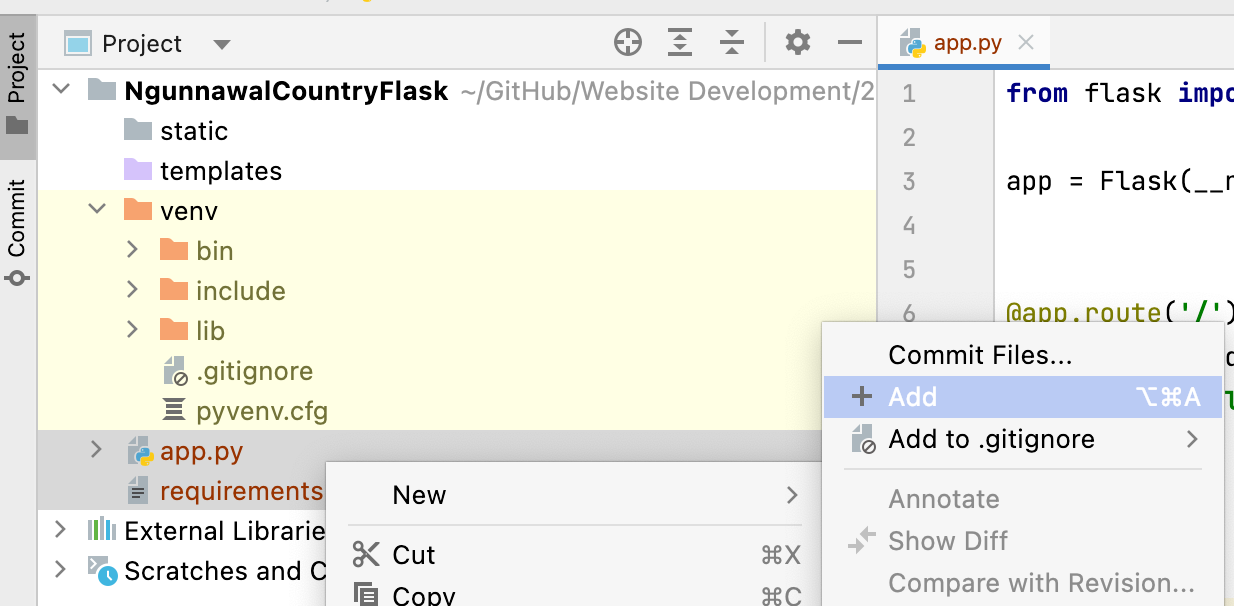 Project
Commit
Project
NgunnawalCountryFlask ~/GitHub/Website Development/2
static
templates
venv
bin
include
lib
.gitignore
pyvenv.cfg
app.py
requirements
External Librarie
Scratches and C
app.py
1 from flask impo
2
3 app = Flask(__n
4
5
6 @app.route('/')
New
Cut ⌘X
Copy ⌘C
Commit Files...
Add ⌥⌘A
Add to .gitignore
Annotate
Show Diff
Compare with Revision...